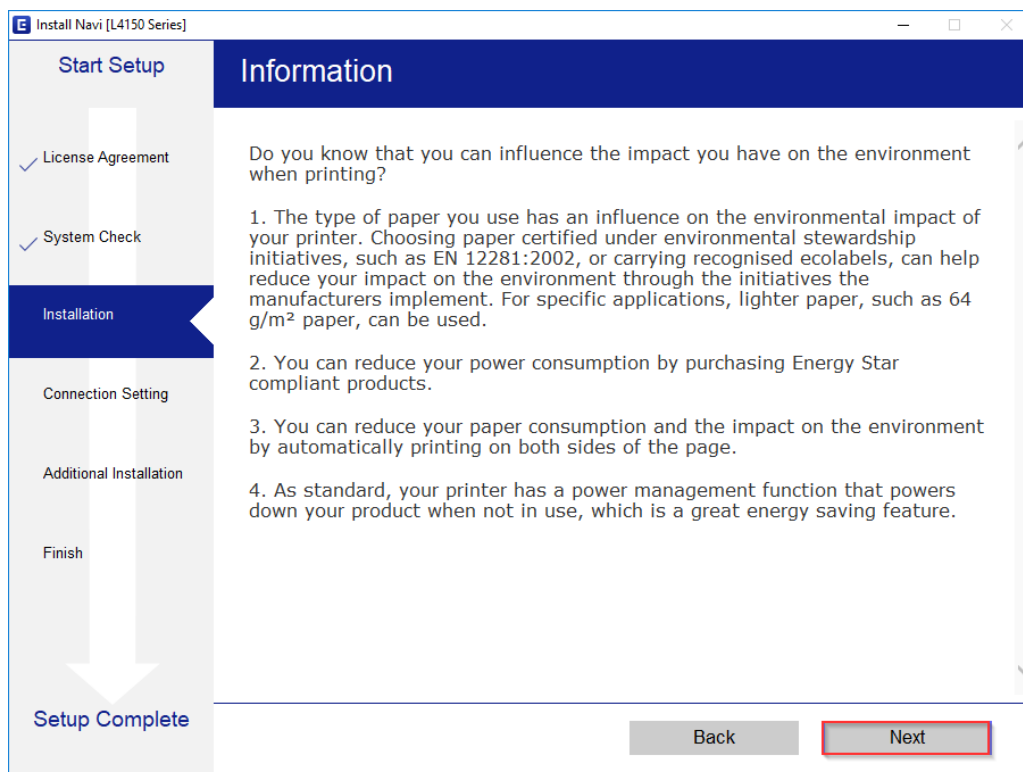 E Install Navi [L4150 Series]
Start Setup
License Agreement
System Check
Installation
Connection Setting
Additional Installation
Finish
Setup Complete
Information
Do you know that you can influence the impact you have on the environment
when printing?
1. The type of paper you use has an influence on the environmental impact of
your printer. Choosing paper certified under environmental stewardship
initiatives, such as EN 12281:2002, or carrying recognised ecolabels, can help
reduce your impact on the environment through the initiatives the
manufacturers implement. For specific applications, lighter paper, such as 64
g/m² paper, can be used.
2. You can reduce your power consumption by purchasing Energy Star
compliant products.
3. You can reduce your paper consumption and the impact on the environment
by automatically printing on both sides of the page.
4. As standard, your printer has a power management function that powers
down your product when not in use, which is a great energy saving feature.
Back
Next